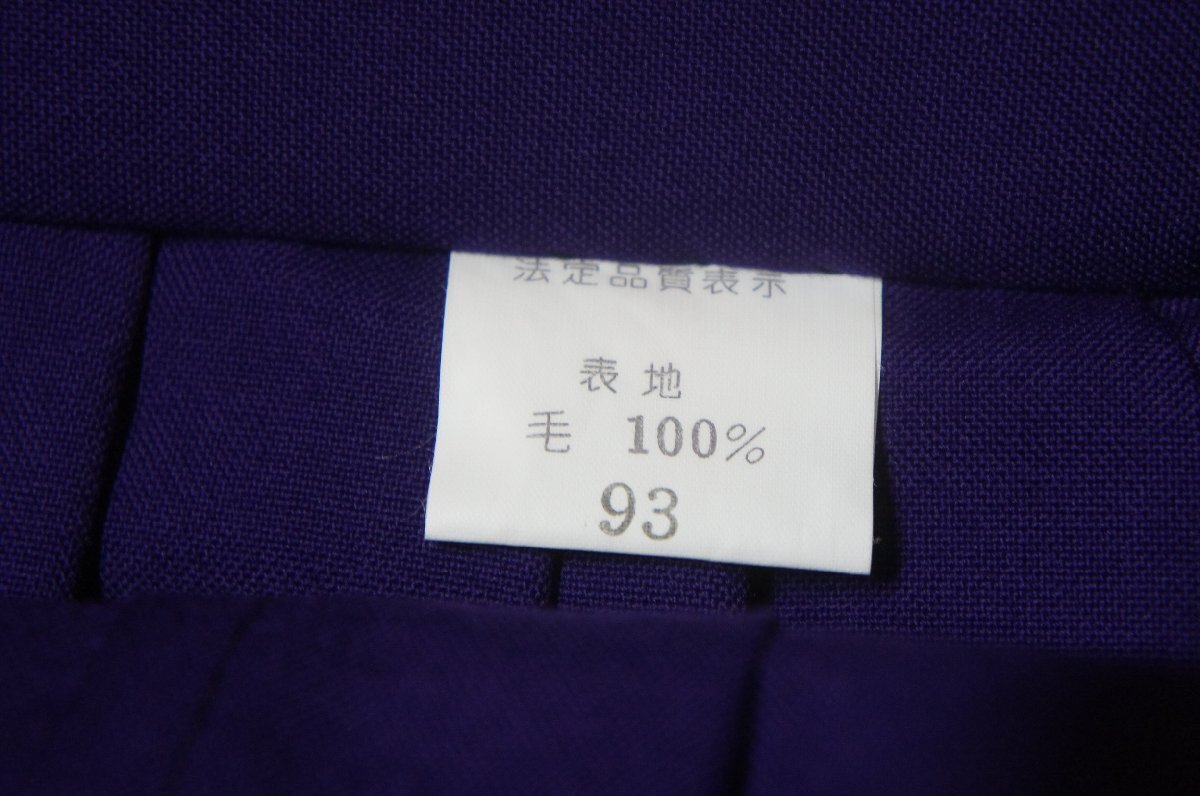 法定品質表示
表地
毛 100%
93